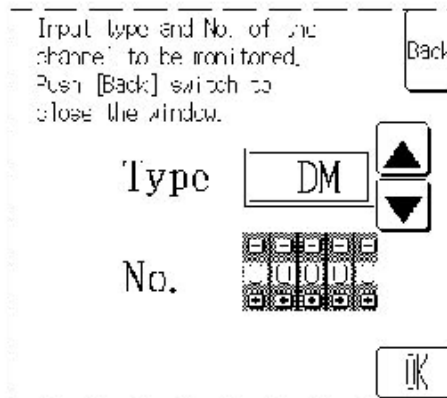 Input type and No. of the
channel to be monitored.
Push [Back] switch to
close the window.
Back
Type DM
No.
OK